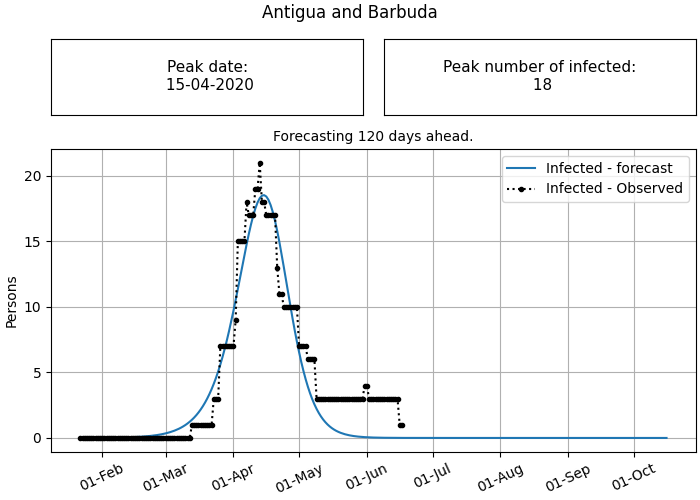 Antigua and Barbuda
Peak date:
15-04-2020
Peak number of infected:
18
Forecasting 120 days ahead.
Infected - forecast
Infected - Observed
Persons
20
15
10
5
0
01-Feb
01-Mar
01-Apr
01-May
01-Jun
01-Jul
01-Aug
01-Sep
01-Oct